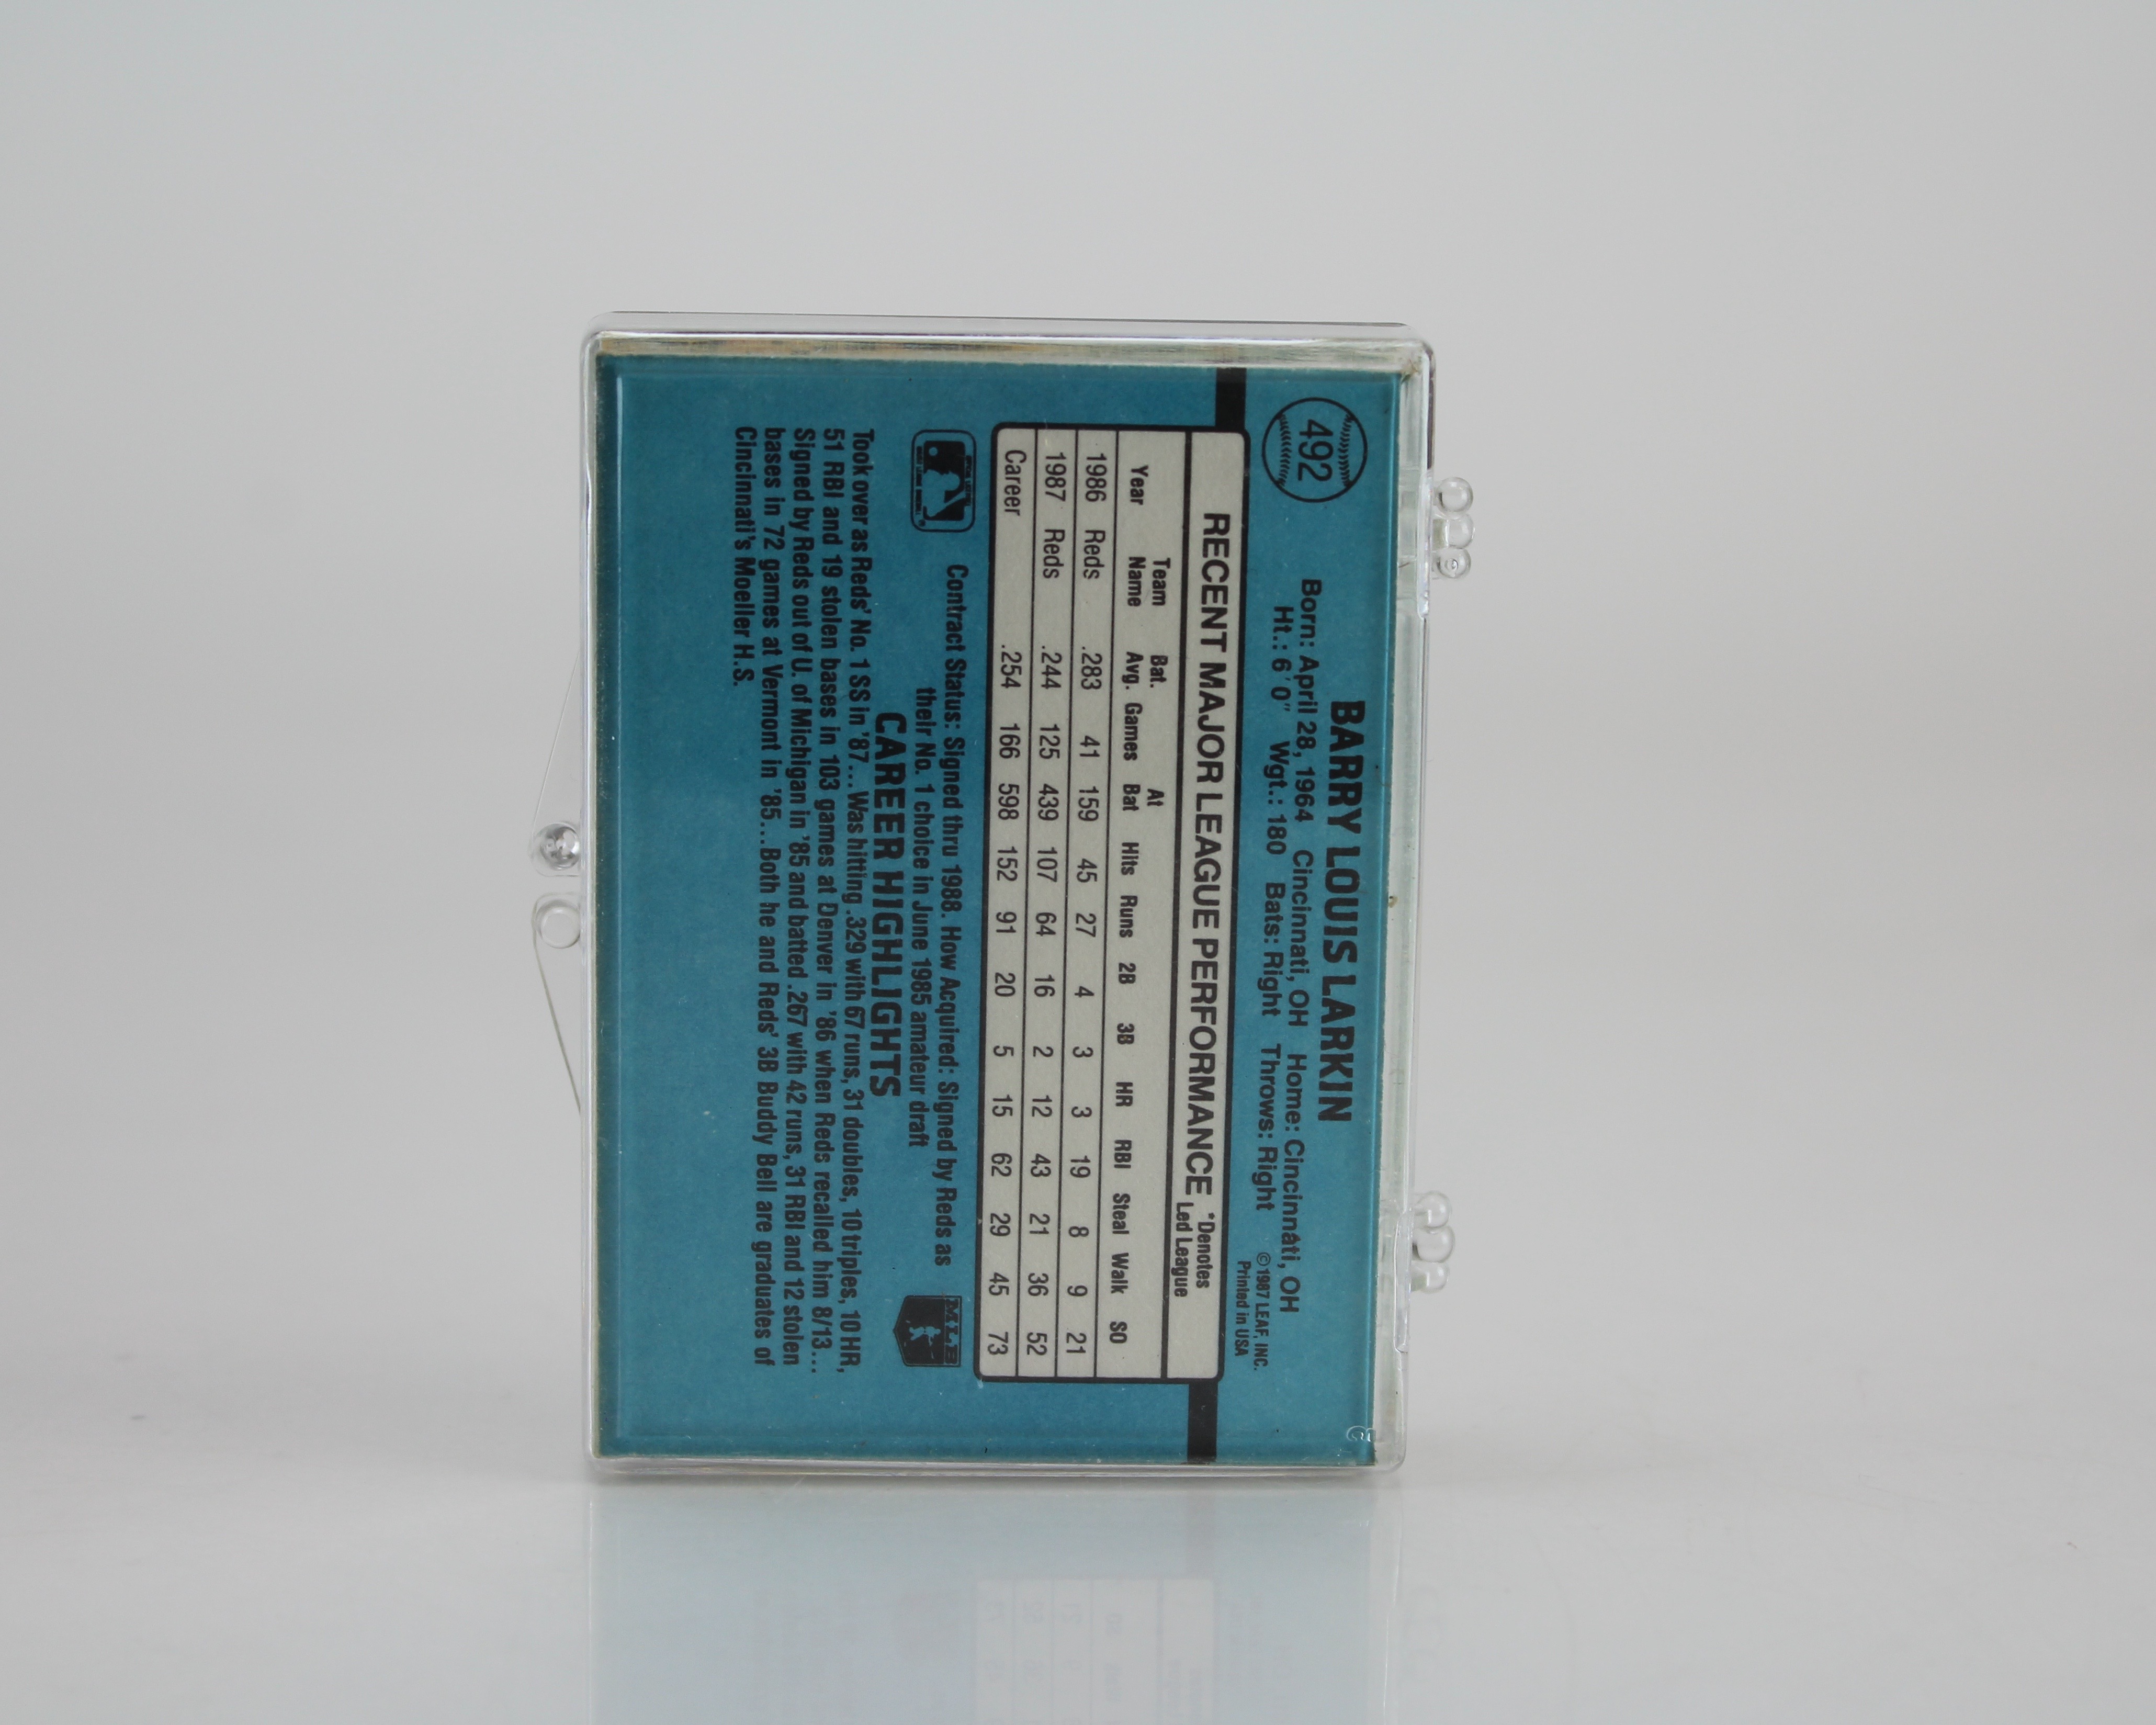 492
BARRY LOUIS LARKIN
Born: April 28, 1964 Cincinnati, OH Home: Cincinnati, OH
Ht.: 6'0" Wgt.: 180 Bats: Right Throws: Right
©1987 LEAF, INC.
Printed in USA
RECENT MAJOR LEAGUE PERFORMANCE *Denotes Led League
Year Team Name Bat. Avg. Games At Bat Hits Runs 2B 3B HR RBI Steal Walk SO
1986 Reds .283 41 159 45 27 4 3 3 19 8 9 21
1987 Reds .244 125 439 107 64 16 2 12 43 21 36 52
Career .254 166 598 152 91 20 5 15 62 29 45 73
Contract Status: Signed thru 1988. How Acquired: Signed by Reds as
their No. 1 choice in June 1985 amateur draft
MLB
CAREER HIGHLIGHTS
Took over as Reds' No. 1 SS in '87...Was hitting .329 with 67 runs, 31 doubles, 10 triples, 10 HR,
51 RBI and 19 stolen bases in 103 games at Denver in '86 when Reds recalled him 8/13...
Signed by Reds out of U. of Michigan in '85 and batted .267 with 42 runs, 31 RBI and 12 stolen
bases in 72 games at Vermont in '85...Both he and Reds' 3B Buddy Bell are graduates of
Cincinnati's Moeller H.S.